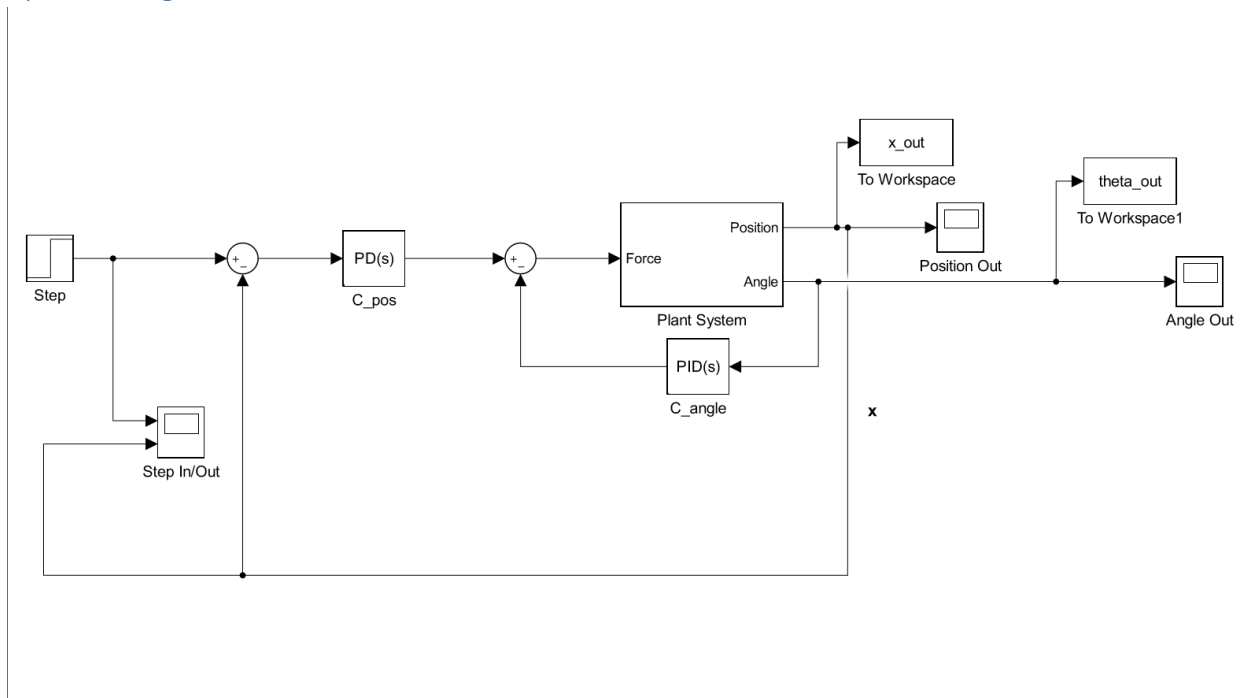 x_out
To Workspace
theta_out
To Workspace1
Position
Force
Angle
Plant System
Position Out
Angle Out
Step
+
-
PD(s)
C_pos
+
-
PID(s)
C_angle
x
Step In/Out